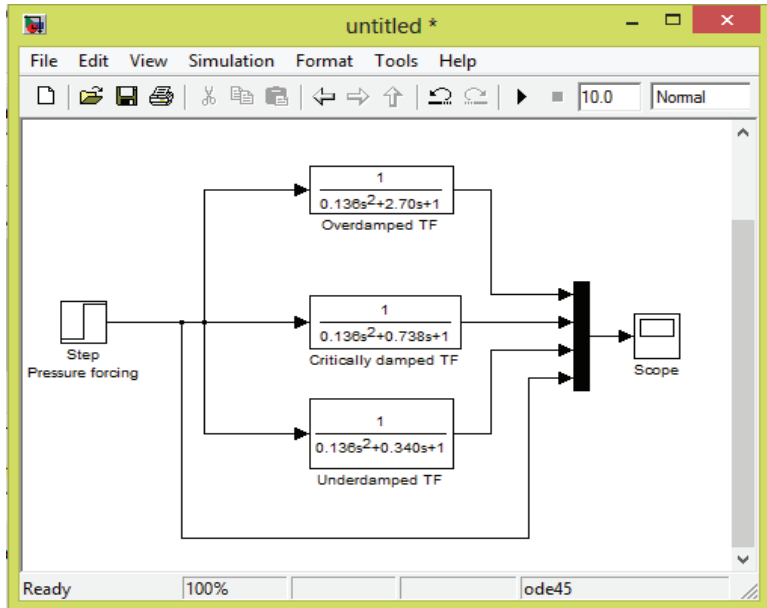 untitled *
File Edit View Simulation Format Tools Help
10.0 Normal
1
0.136s2+2.70s+1
Overdamped TF
1
0.136s2+0.738s+1
Critically damped TF
Step
Pressure forcing
Scope
1
0.136s2+0.340s+1
Underdamped TF
Ready 100% ode45